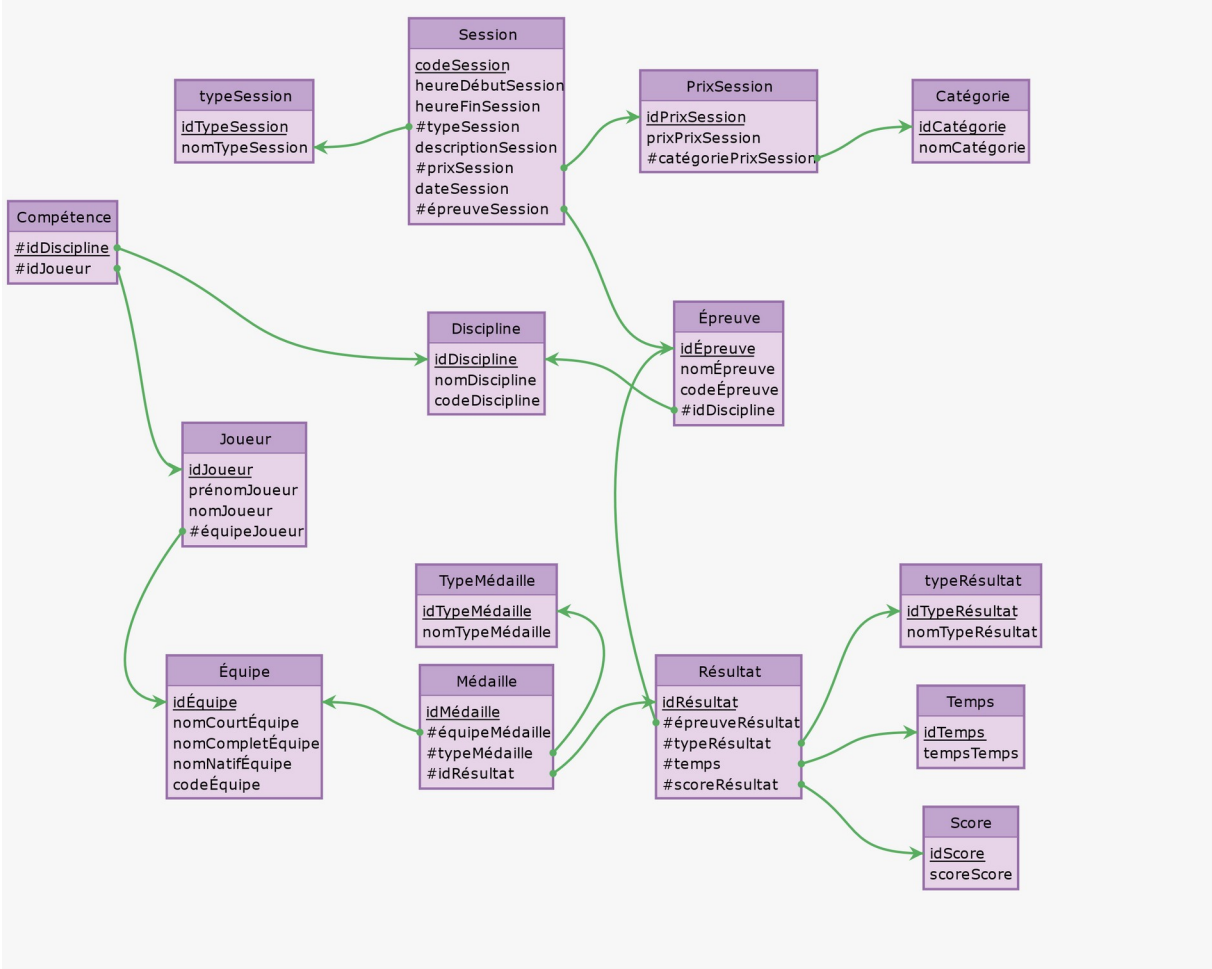 Session
codeSession
heureDébutSession
heureFinSession
#typeSession
descriptionSession
#prixSession
dateSession
#épreuveSession
typeSession
idTypeSession
nomTypeSession
PrixSession
idPrixSession
prixPrixSession
#catégoriePrixSession
Catégorie
idCatégorie
nomCatégorie
Compétence
#idDiscipline
#idJoueur
Discipline
idDiscipline
nomDiscipline
codeDiscipline
Épreuve
idÉpreuve
nomÉpreuve
codeÉpreuve
#idDiscipline
Joueur
idJoueur
prénomJoueur
nomJoueur
#équipeJoueur
TypeMédaille
idTypeMédaille
nomTypeMédaille
typeRésultat
idTypeRésultat
nomTypeRésultat
Équipe
idÉquipe
nomCourtÉquipe
nomCompletÉquipe
nomNatifÉquipe
codeÉquipe
Médaille
idMédaille
#équipeMédaille
#typeMédaille
#idRésultat
Résultat
idRésultat
#épreuveRésultat
#typeRésultat
#temps
#scoreRésultat
Temps
idTemps
tempsTemps
Score
idScore
scoreScore